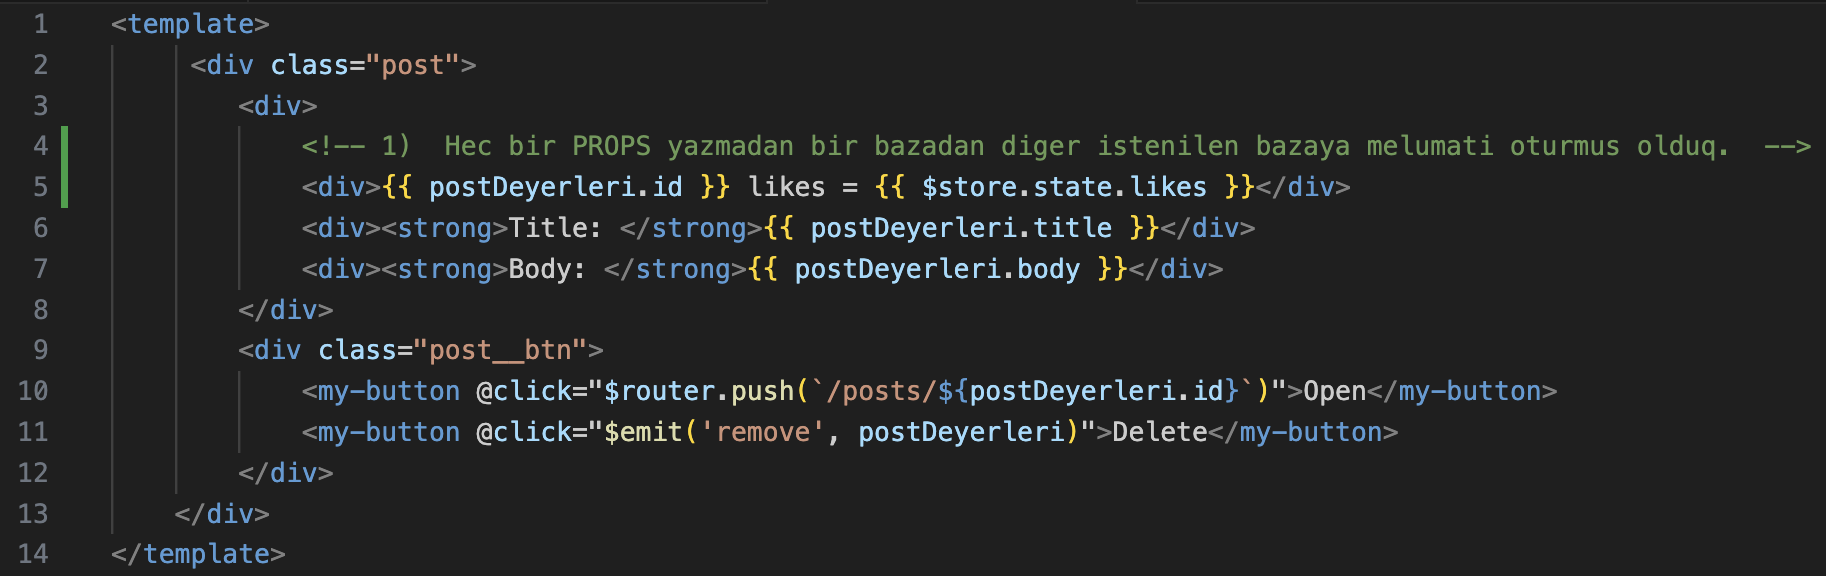 1 <template>
2 <div class="post">
3 <div>
4 <!-- 1)  Hec bir PROPS yazmadan bir bazadan diger istenilen bazaya melumati oturmus olduq.  -->
5 <div>{{ postDeyerleri.id }} likes = {{ $store.state.likes }}</div>
6 <div><strong>Title: </strong>{{ postDeyerleri.title }}</div>
7 <div><strong>Body: </strong>{{ postDeyerleri.body }}</div>
8 </div>
9 <div class="post__btn">
10 <my-button @click="$router.push(`/posts/${postDeyerleri.id}`)">Open</my-button>
11 <my-button @click="$emit('remove', postDeyerleri)">Delete</my-button>
12 </div>
13 </div>
14 </template>